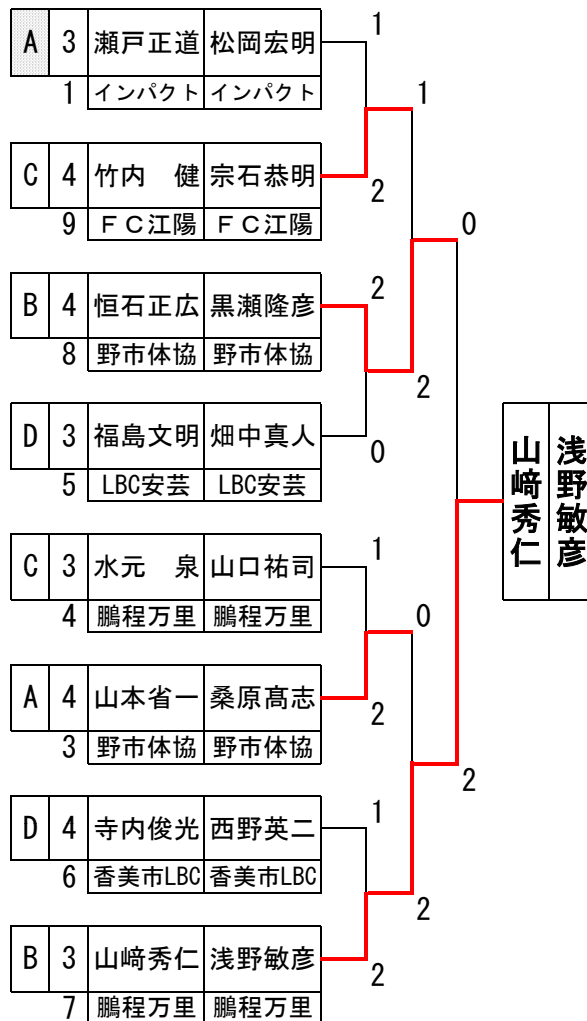 A 3 瀬戸正道 松岡宏明 1
1 インパクト インパクト 1
C 4 竹内　健 宗石恭明 2
9 ＦＣ江陽 ＦＣ江陽 0
B 4 恒石正広 黒瀬隆彦 2
8 野市体協 野市体協 2
D 3 福島文明 畑中真人 0
5 LBC安芸 LBC安芸
山﨑秀仁 浅野敏彦
C 3 水元　泉 山口祐司 1
4 鵬程万里 鵬程万里 0
A 4 山本省一 桑原髙志 2
3 野市体協 野市体協 2
D 4 寺内俊光 西野英二 1
6 香美市LBC 香美市LBC 2
B 3 山﨑秀仁 浅野敏彦 2
7 鵬程万里 鵬程万里